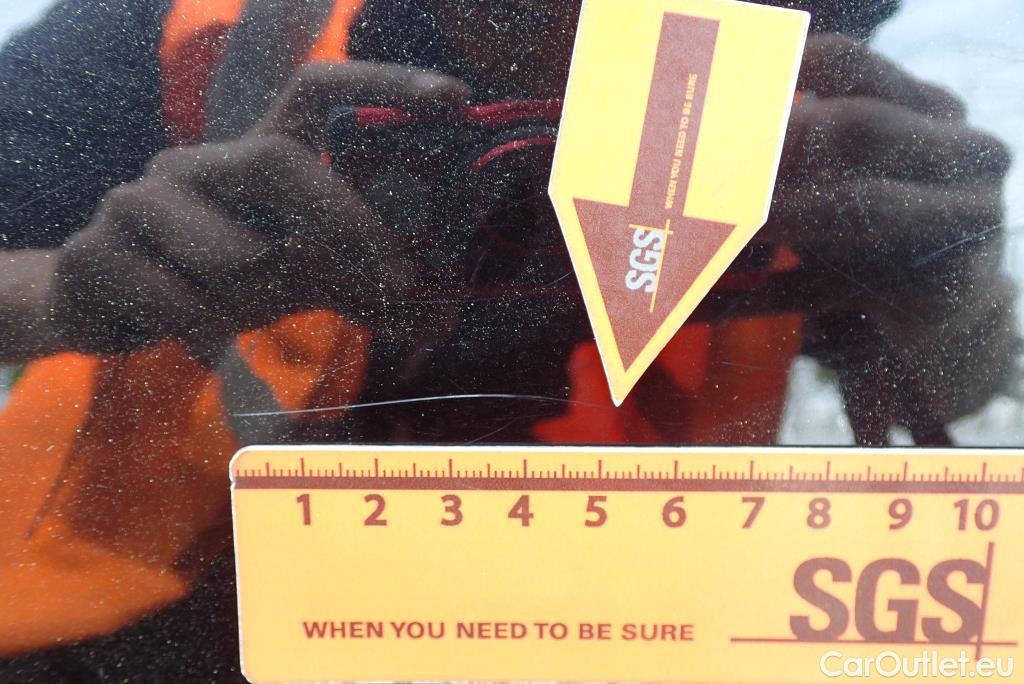 WHEN YOU NEED TO BE SURE
SGS
1 2 3 4 5 6 7 8 9 10
SGS
WHEN YOU NEED TO BE SURE
CarOutlet.eu